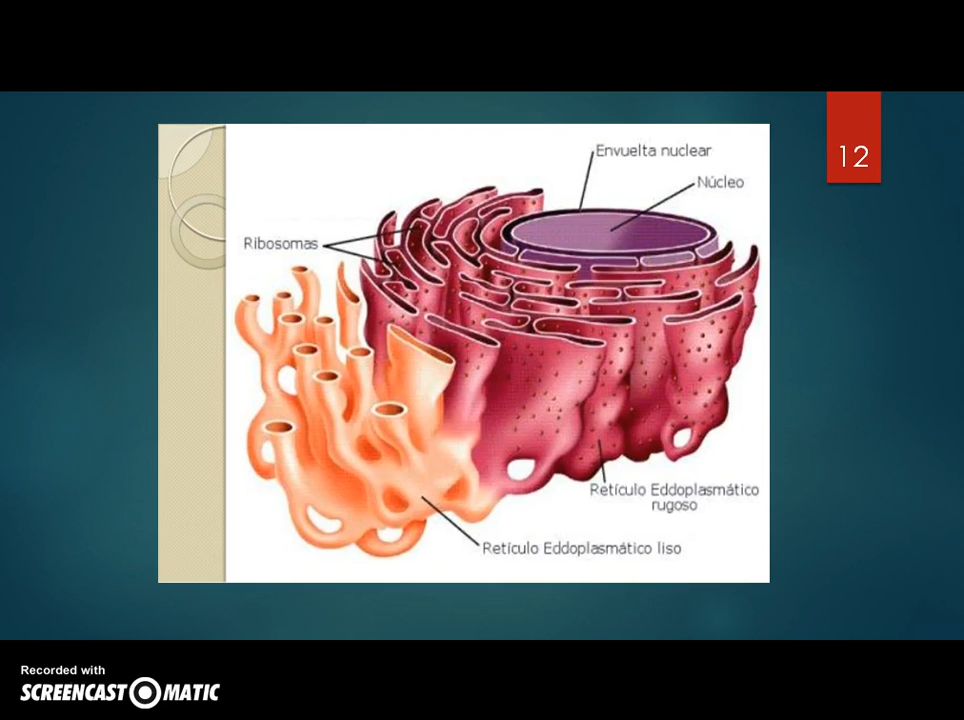 12
Envuelta nuclear
Núcleo
Ribosomas
Retículo Eddoplasmático
rugoso
Retículo Eddoplasmático liso
Recorded with
SCREENCAST MATIC